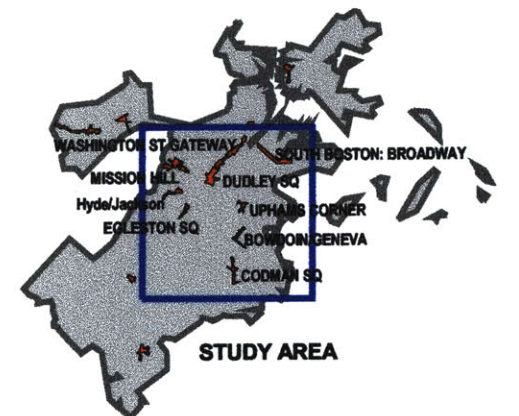 WASHINGTON ST GATEWAY
SOUTH BOSTON: BROADWAY
MISSION HILL
DUDLEY SQ
Hyde/Jackson
UPHAMS CORNER
EGLESTON SQ
BOWDOIN/GENEVA
CODMAN SQ
STUDY AREA